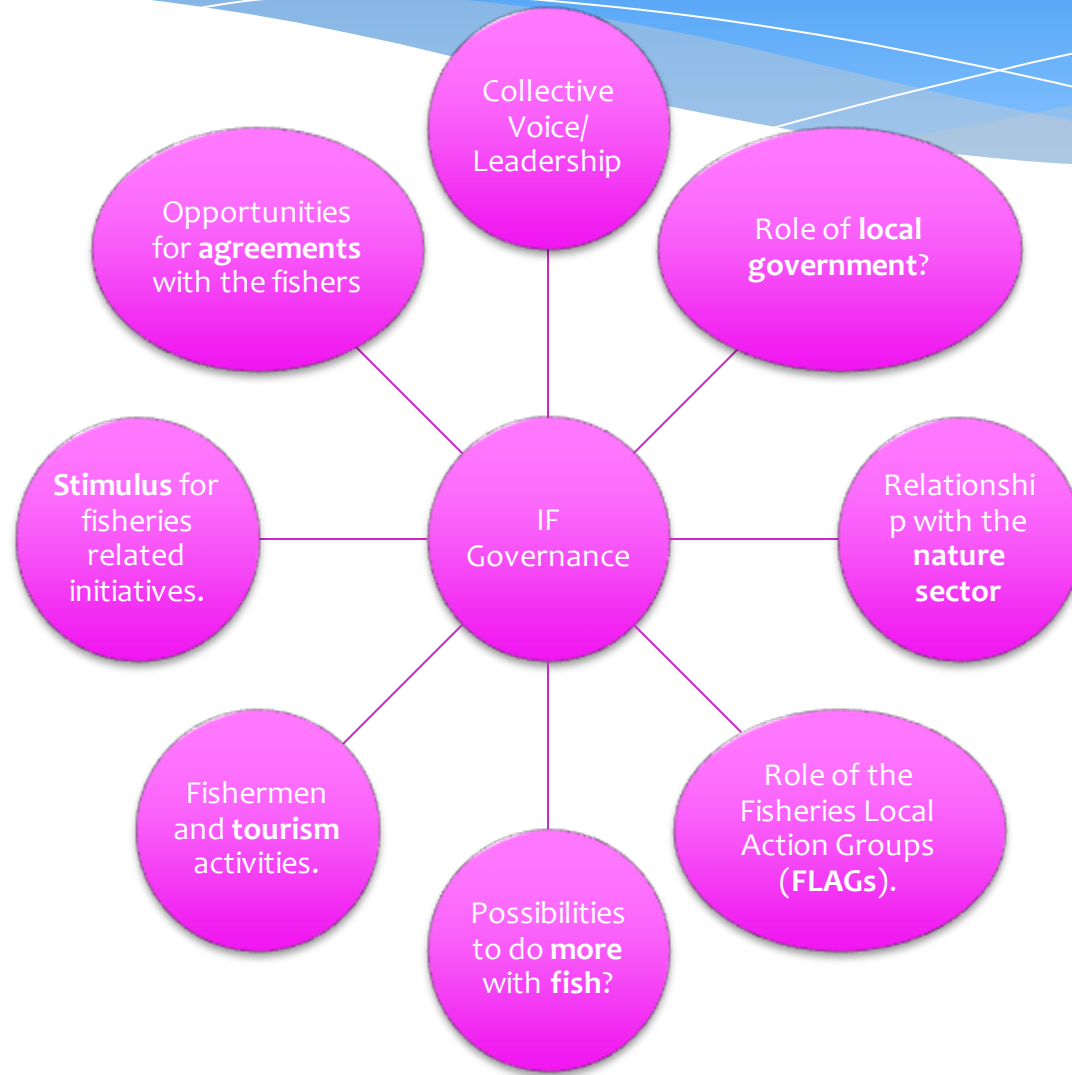 Collective
Voice/
Leadership
Opportunities
for agreements
with the fishers
Role of local
government?
Stimulus for
fisheries
related
initiatives.
IF
Governance
Relationshi
p with the
nature
sector
Fishermen
and tourism
activities.
Role of the
Fisheries Local
Action Groups
(FLAGs).
Possibilities
to do more
with fish?